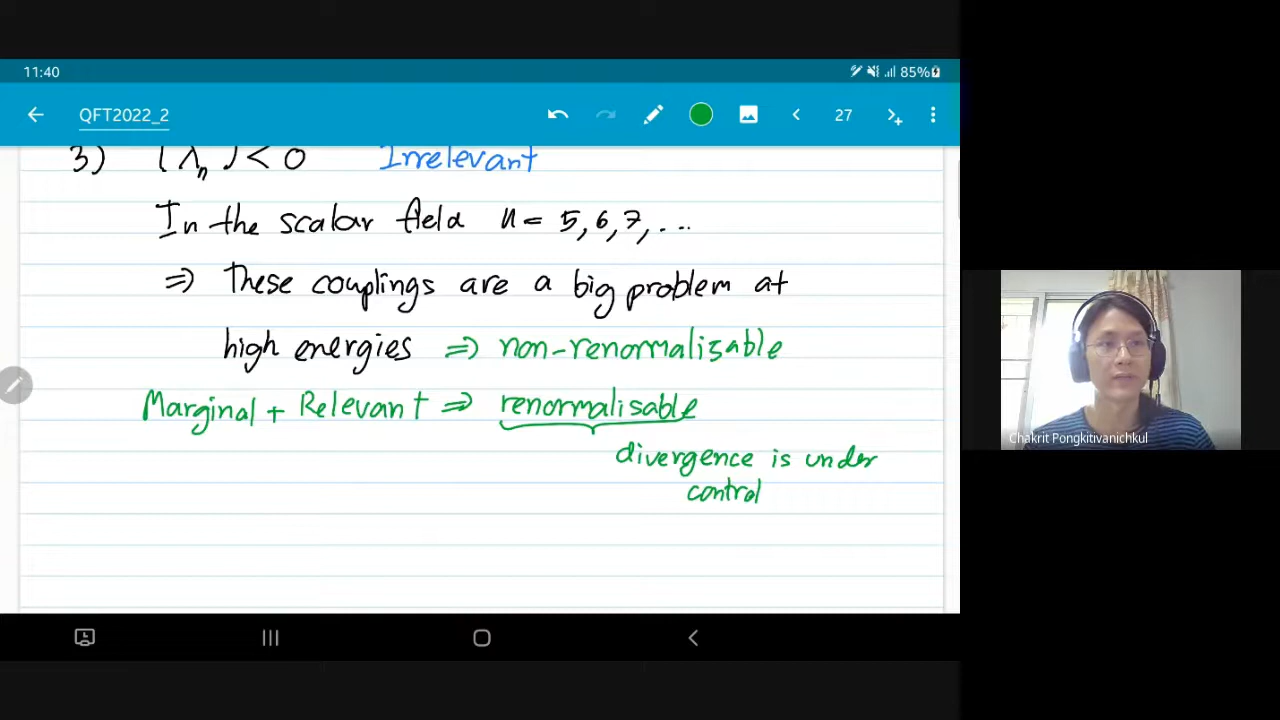 11:40
85%
QFT2022_2
27
3) [λn] < 0 Irrelevant
In the scalar field n = 5, 6, 7, ...
⇒ These couplings are a big problem at
high energies ⇒ non-renormalisable
Marginal + Relevant ⇒ renormalisable
divergence is under
control
Chakrit Pongkitivanichkul